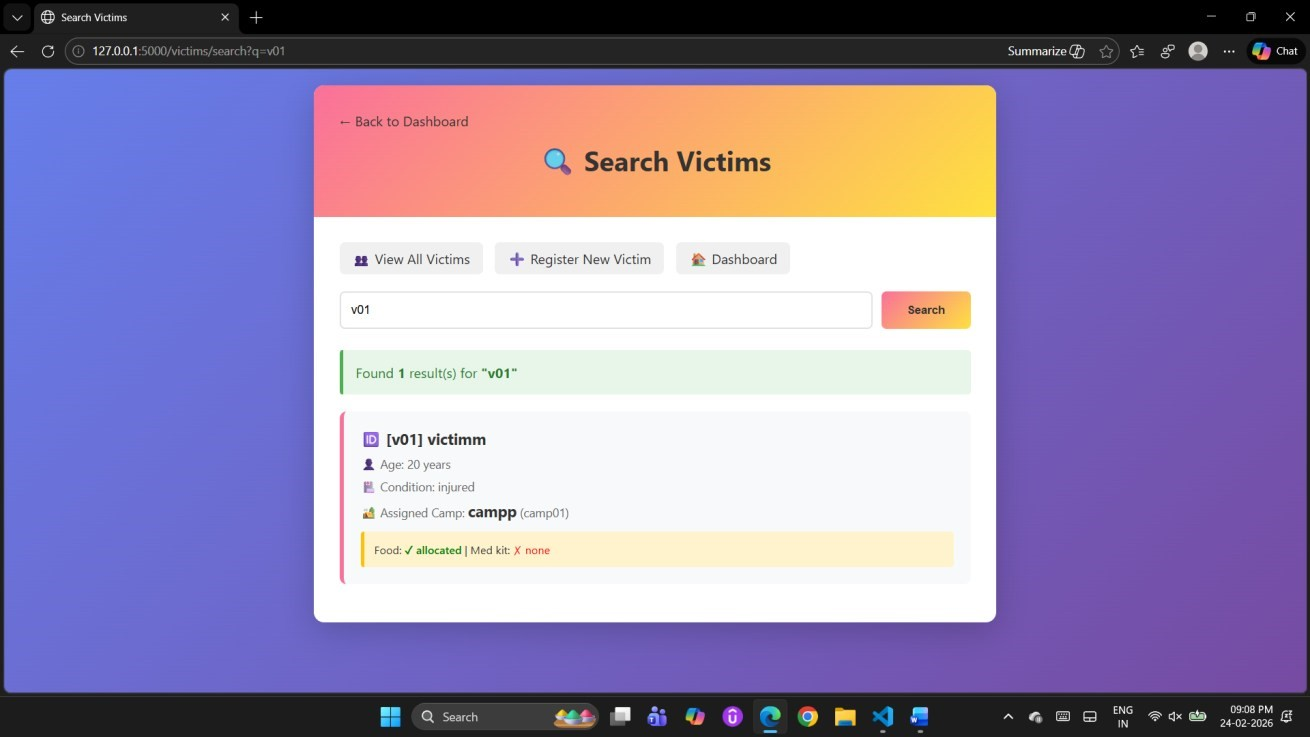 Search Victims
127.0.0.1:5000/victims/search?q=v01
Summarize
Chat
← Back to Dashboard
Search Victims
View All Victims
Register New Victim
Dashboard
v01
Search
Found 1 result(s) for "v01"
ID [v01] victimm
Age: 20 years
Condition: injured
Assigned Camp: campp (camp01)
Food: ✓ allocated | Med kit: ✗ none
Search
ENG
IN
09:08 PM
24-02-2026